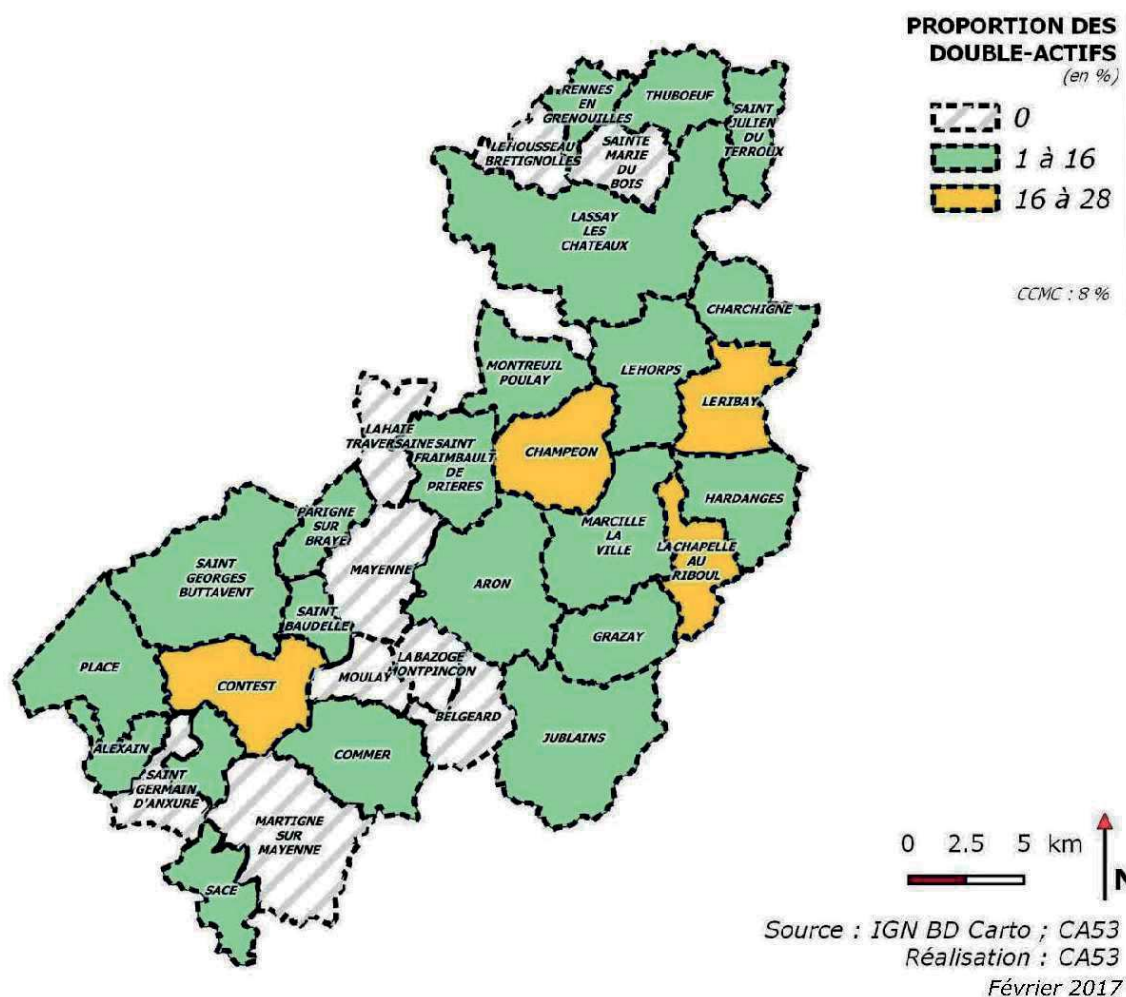 PROPORTION DES
DOUBLE-ACTIFS
(en %)
0
1 à 16
16 à 28
CCMC : 8 %
RENNES
EN
GRENOUILLES
THUBOEUF
SAINT
JULIEN
DU
TERROUX
LE HOUSSEAU
BRETIGNOLLES
SAINTE
MARIE
DU
BOIS
LASSAY
LES
CHATEAUX
CHARCHIGNE
MONTREUIL
POULAY
LE HORPS
LE RIBAY
LA HAIE
TRAVERSAINE
SAINT
FRAIMBAULT
DE
PRIERES
CHAMPEON
HARDANGES
PARIGNE
SUR
BRAYE
MARCILLE
LA
VILLE
LA CHAPELLE
AU
RIBOUL
SAINT
GEORGES
BUTTAVENT
MAYENNE
ARON
SAINT
BAUDELLE
GRAZAY
PLACE
CONTEST
MOULAY
LA BAZOGE
MONTPINCON
BELGEARD
JUBLAINS
ALEXAIN
COMMER
SAINT
GERMAIN
D'ANXURE
MARTIGNE
SUR
MAYENNE
SACE
0 2.5 5 km
N
Source : IGN BD Carto ; CA53
Réalisation : CA53
Février 2017